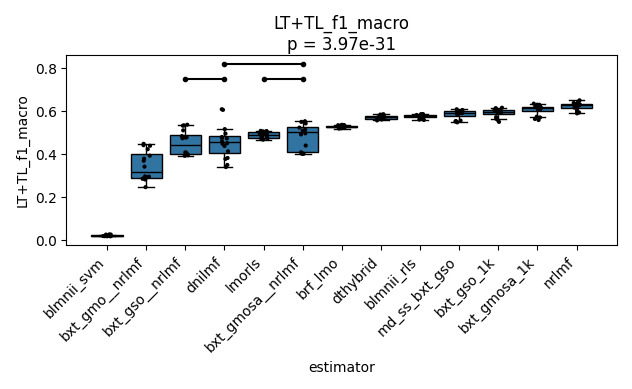 LT+TL_f1_macro
p = 3.97e-31
LT+TL_f1_macro
0.8
0.6
0.4
0.2
0.0
blmnii_svm
bxt_gmo__nrlmf
bxt_gso__nrlmf
dnilmf
lmorls
bxt_gmosa__nrlmf
brf_lmo
dthybrid
blmnii_rls
md_ss_bxt_gso
bxt_gso_1k
bxt_gmosa_1k
nrlmf
estimator